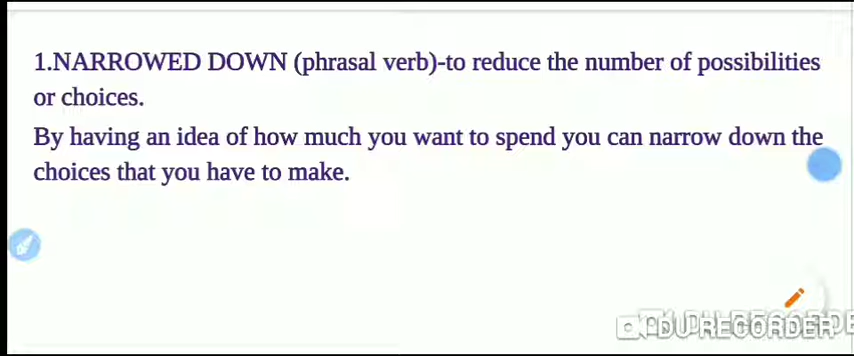 1.NARROWED DOWN (phrasal verb)-to reduce the number of possibilities
or choices.
By having an idea of how much you want to spend you can narrow down the
choices that you have to make.
DU RECORDER